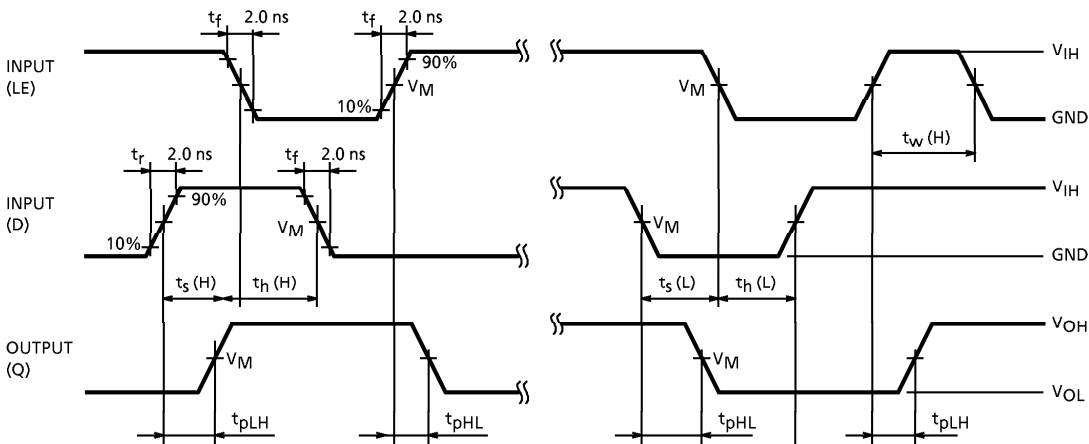 tf 2.0 ns tf 2.0 ns
INPUT
(LE)
90% VIH
VM VM
10% GND
tw (H)
tr 2.0 ns tf 2.0 ns
INPUT
(D)
90% VIH
VM VM
10% GND
ts (H) th (H) ts (L) th (L)
OUTPUT
(Q)
VOH
VM VM
VOL
tpLH tpHL tpHL tpLH